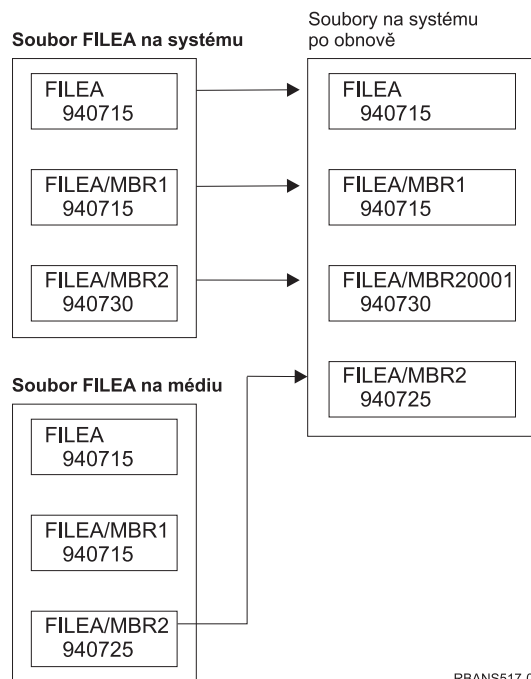 Soubor FILEA na systému
FILEA
940715
FILEA/MBR1
940715
FILEA/MBR2
940730
Soubor FILEA na médiu
FILEA
940715
FILEA/MBR1
940715
FILEA/MBR2
940725
Soubory na systému
po obnově
FILEA
940715
FILEA/MBR1
940715
FILEA/MBR20001
940730
FILEA/MBR2
940725